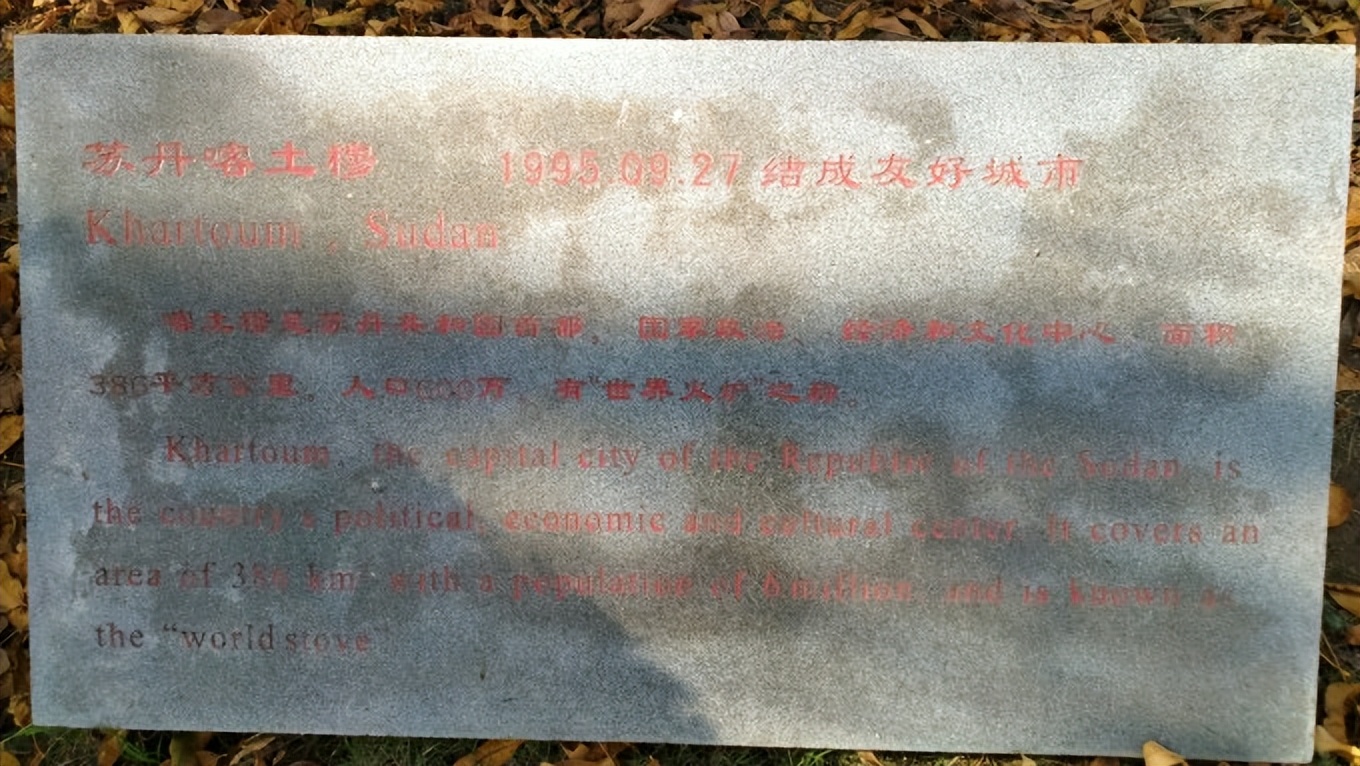 苏丹喀土穆 1995.09.27 结成友好城市
Khartoum , Sudan
喀土穆是苏丹共和国首都，国家政治、经济和文化中心，面积
386平方公里。人口600万，有"世界火炉"之称。
Khartoum, the capital city of the Republic of the Sudan, is
the country's political, economic and cultural center. It covers an
area of 386 km² with a population of 6 million, and is known as
the “world stove”